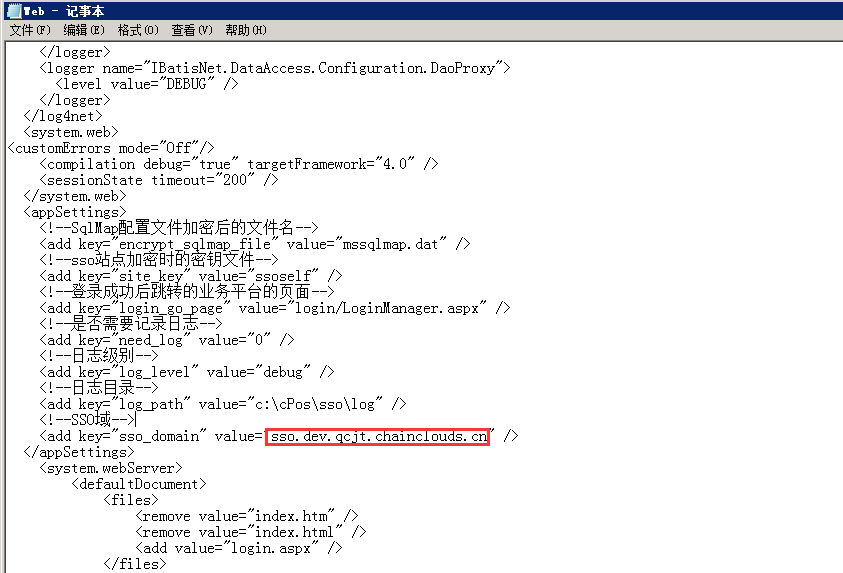 Web - 记事本
文件(F) 编辑(E) 格式(O) 查看(V) 帮助(H)
</logger>
<logger name="IBatisNet.DataAccess.Configuration.DaoProxy">
<level value="DEBUG" />
</logger>
</log4net>
<system.web>
<customErrors mode="Off"/>
<compilation debug="true" targetFramework="4.0" />
<sessionState timeout="200" />
</system.web>
<appSettings>
<!--SqlMap配置文件加密后的文件名-->
<add key="encrypt_sqlmap_file" value="mssqlmap.dat" />
<!--sso站点加密时的密钥文件-->
<add key="site_key" value="ssoself" />
<!--登录成功后跳转的业务平台的页面-->
<add key="login_go_page" value="login/LoginManager.aspx" />
<!--是否需要记录日志-->
<add key="need_log" value="0" />
<!--日志级别-->
<add key="log_level" value="debug" />
<!--日志目录-->
<add key="log_path" value="c:\cPos\sso\log" />
<!--SSO域-->
<add key="sso_domain" value="sso.dev.qcjt.chainclouds.cn" />
</appSettings>
<system.webServer>
<defaultDocument>
<files>
<remove value="index.htm" />
<remove value="index.html" />
<add value="login.aspx" />
</files>